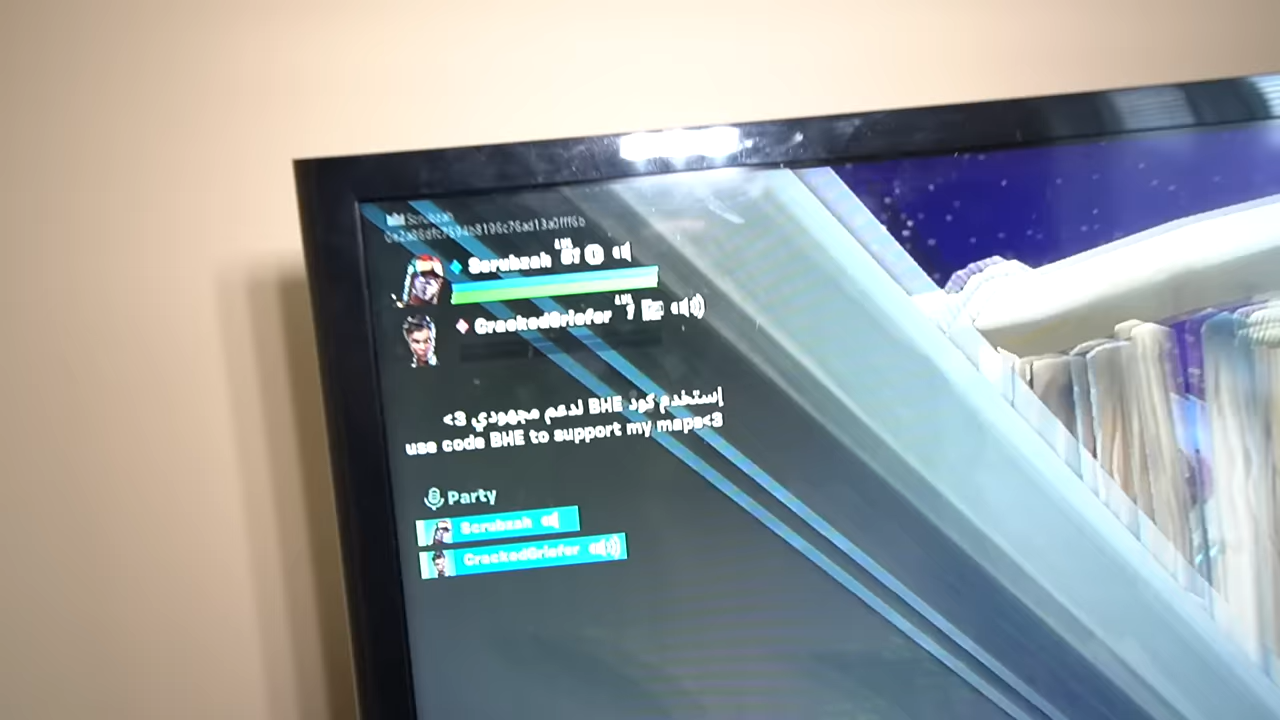 Scrubzah
Scrubzah
CrackedGriefer 7
إستخدم كود BHE لدعم مجهودي 3>
use code BHE to support my maps<3
Party
Scrubzah
CrackedGriefer